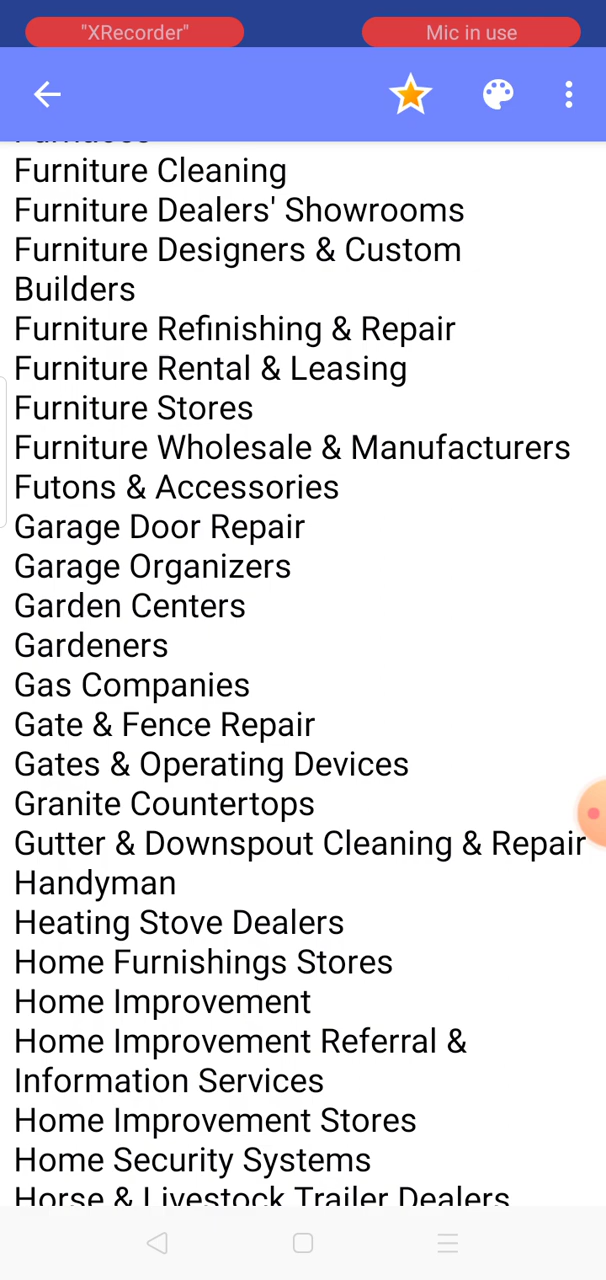 "XRecorder"
Mic in use
Furniture Cleaning
Furniture Dealers' Showrooms
Furniture Designers & Custom
Builders
Furniture Refinishing & Repair
Furniture Rental & Leasing
Furniture Stores
Furniture Wholesale & Manufacturers
Futons & Accessories
Garage Door Repair
Garage Organizers
Garden Centers
Gardeners
Gas Companies
Gate & Fence Repair
Gates & Operating Devices
Granite Countertops
Gutter & Downspout Cleaning & Repair
Handyman
Heating Stove Dealers
Home Furnishings Stores
Home Improvement
Home Improvement Referral &
Information Services
Home Improvement Stores
Home Security Systems
Horse & Livestock Trailer Dealers